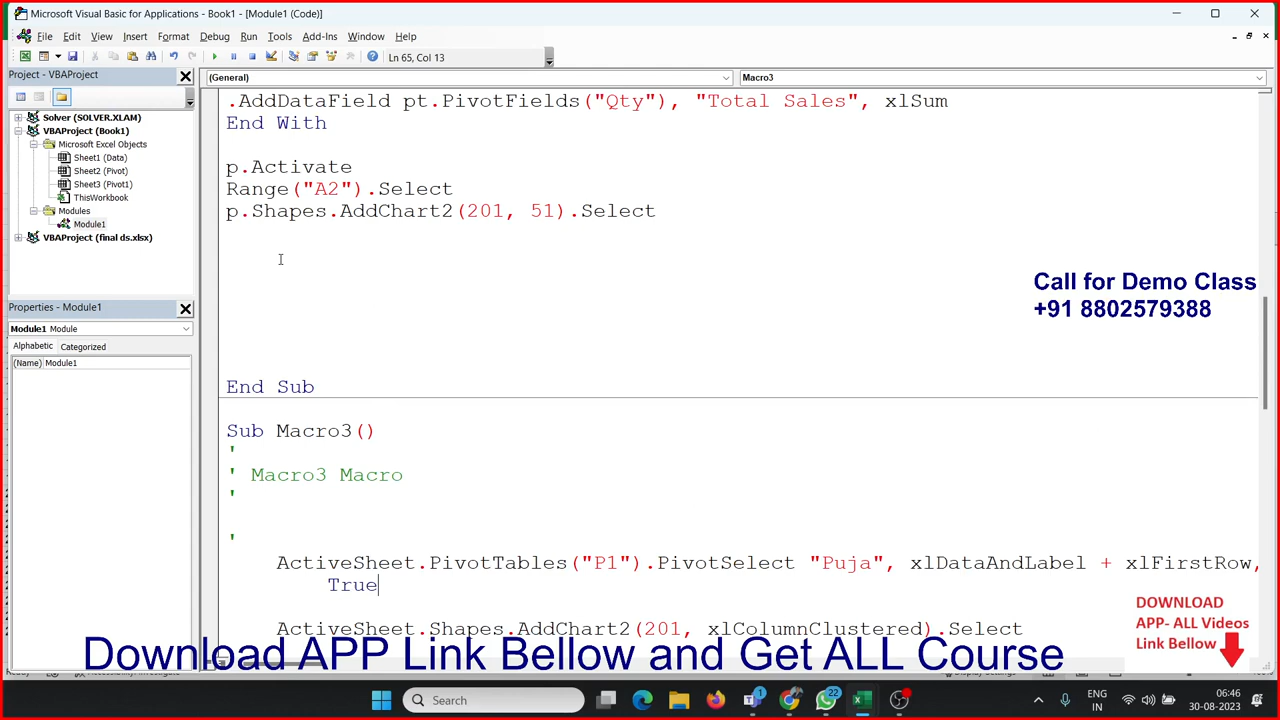 Microsoft Visual Basic for Applications - Book1 - [Module1 (Code)]
File Edit View Insert Format Debug Run Tools Add-Ins Window Help
Ln 65, Col 13
Project - VBAProject
(General) Macro3
Solver (SOLVER.XLAM)
VBAProject (Book1)
Microsoft Excel Objects
Sheet1 (Data)
Sheet2 (Pivot)
Sheet3 (Pivot1)
ThisWorkbook
Modules
Module1
VBAProject (final ds.xlsx)
Properties - Module1
Module1 Module
Alphabetic Categorized
(Name) Module1
.AddDataField pt.PivotFields("Qty"), "Total Sales", xlSum
End With
p.Activate
Range("A2").Select
p.Shapes.AddChart2(201, 51).Select
End Sub
Sub Macro3()
'
' Macro3 Macro
'
'
ActiveSheet.PivotTables("P1").PivotSelect "Puja", xlDataAndLabel + xlFirstRow,
True
ActiveSheet.Shapes.AddChart2(201, xlColumnClustered).Select
Call for Demo Class
+91 8802579388
DOWNLOAD
APP- ALL Videos
Link Bellow
Download APP Link Bellow and Get ALL Course
Search
1
22
ENG
IN
06:46
30-08-2023